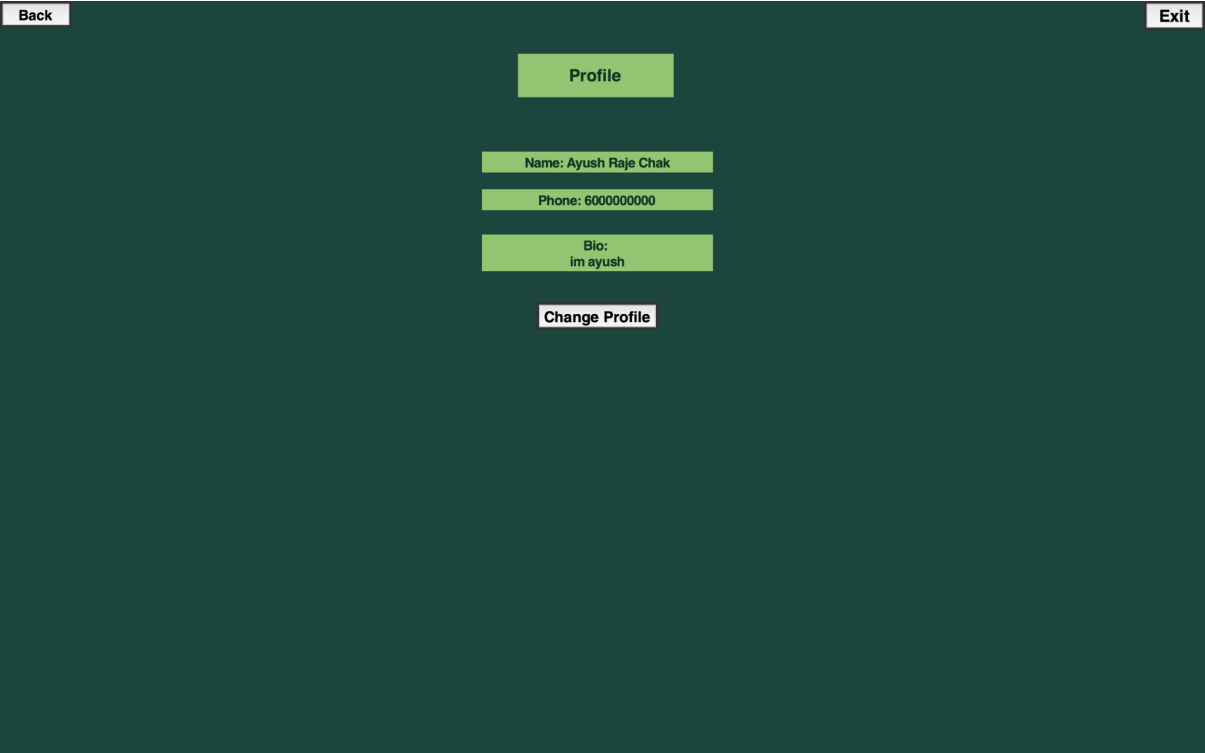 Back
Exit
Profile
Name: Ayush Raje Chak
Phone: 6000000000
Bio:
im ayush
Change Profile